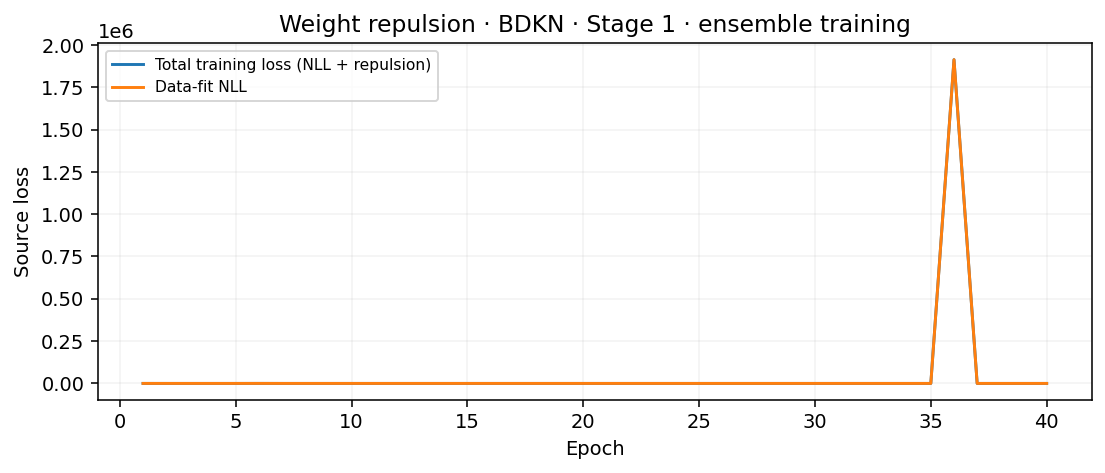 Weight repulsion · BDKN · Stage 1 · ensemble training
1e6
Total training loss (NLL + repulsion)
Data-fit NLL
2.00
1.75
1.50
1.25
1.00
0.75
0.50
0.25
0.00
Source loss
0 5 10 15 20 25 30 35 40
Epoch